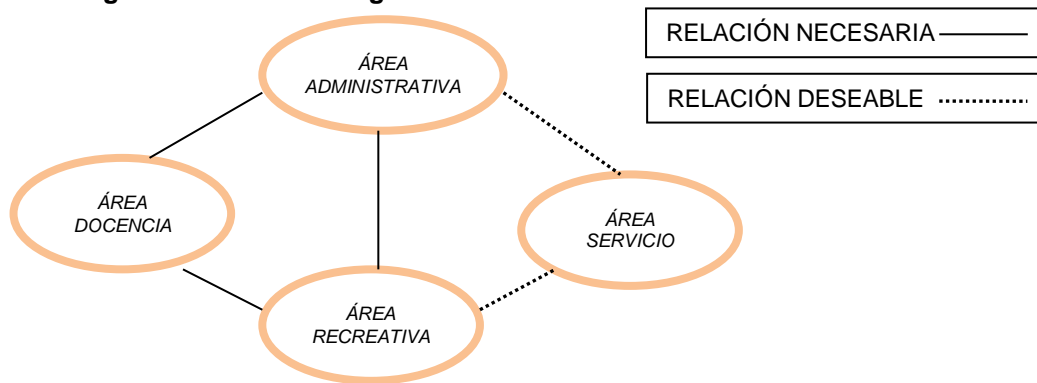 RELACIÓN NECESARIA
RELACIÓN DESEABLE
ÁREA
ADMINISTRATIVA
ÁREA
DOCENCIA
ÁREA
SERVICIO
ÁREA
RECREATIVA